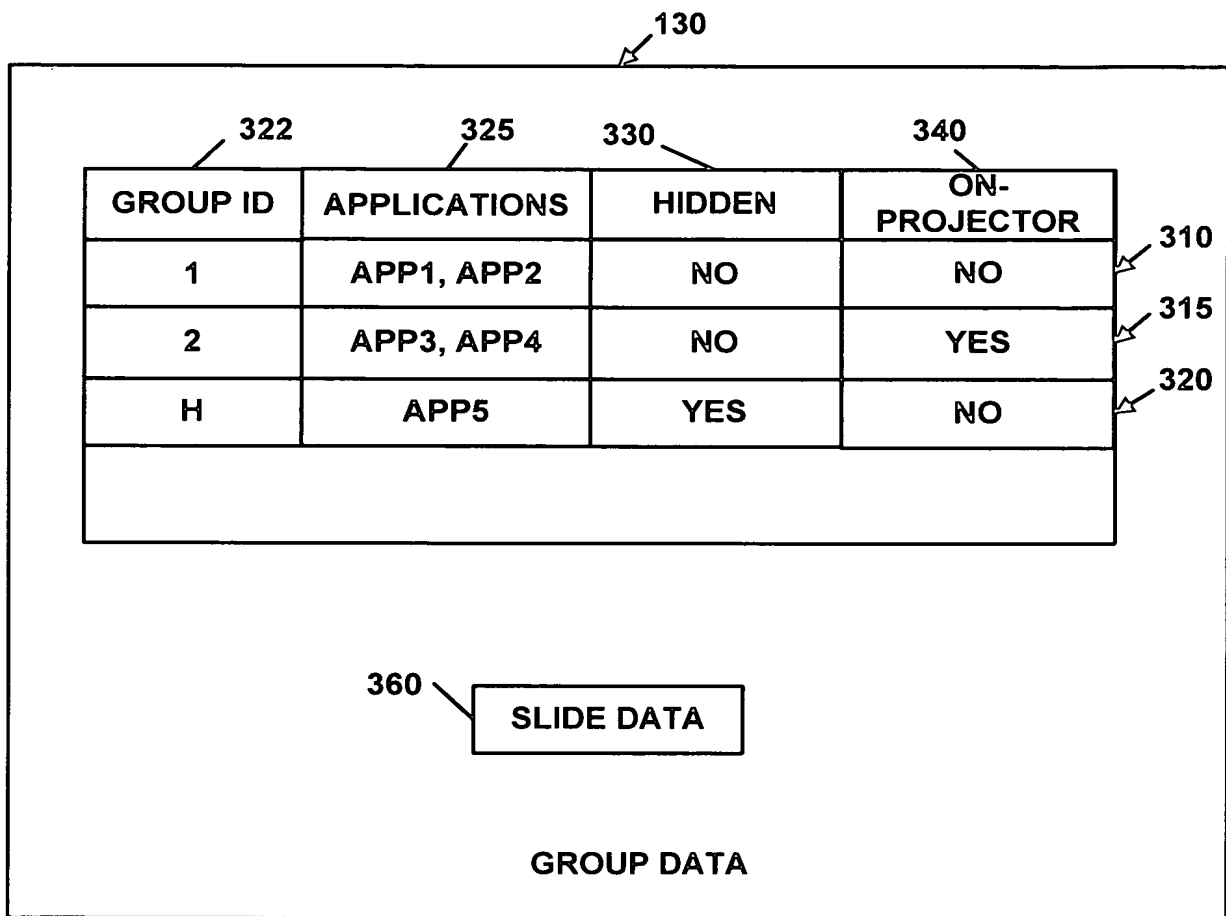 130
322 325 330 340
GROUP ID APPLICATIONS HIDDEN ON-
PROJECTOR
1 APP1, APP2 NO NO 310
2 APP3, APP4 NO YES 315
H APP5 YES NO 320
360
SLIDE DATA
GROUP DATA